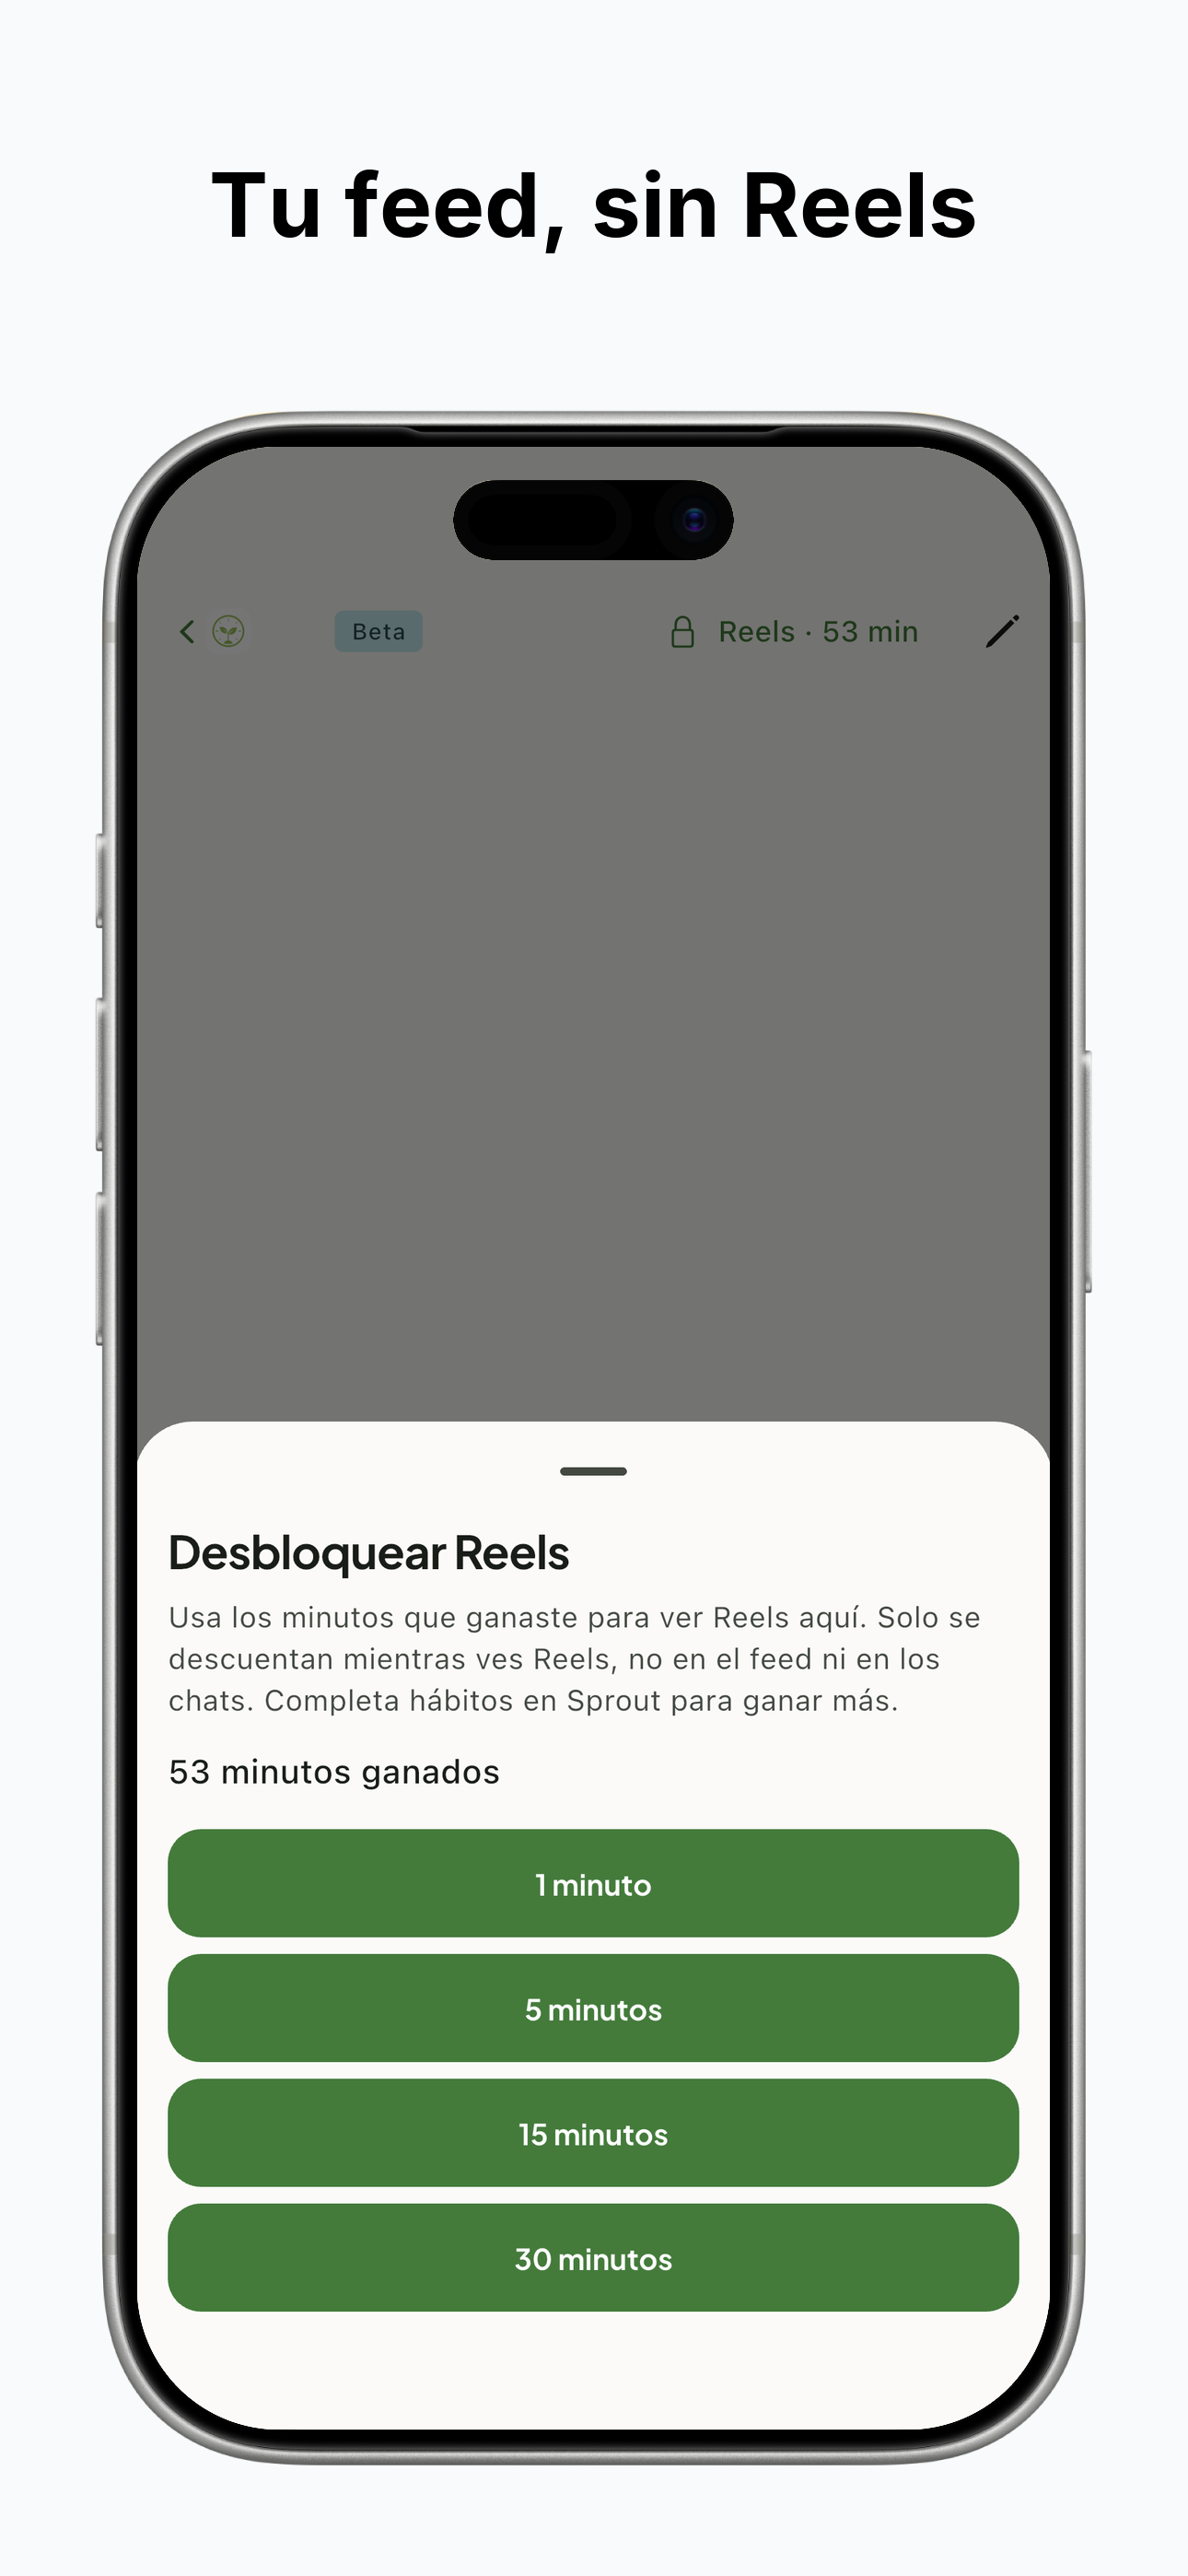 Tu feed, sin Reels
Beta
Reels · 53 min
Desbloquear Reels
Usa los minutos que ganaste para ver Reels aquí. Solo se
descuentan mientras ves Reels, no en el feed ni en los
chats. Completa hábitos en Sprout para ganar más.
53 minutos ganados
1 minuto
5 minutos
15 minutos
30 minutos